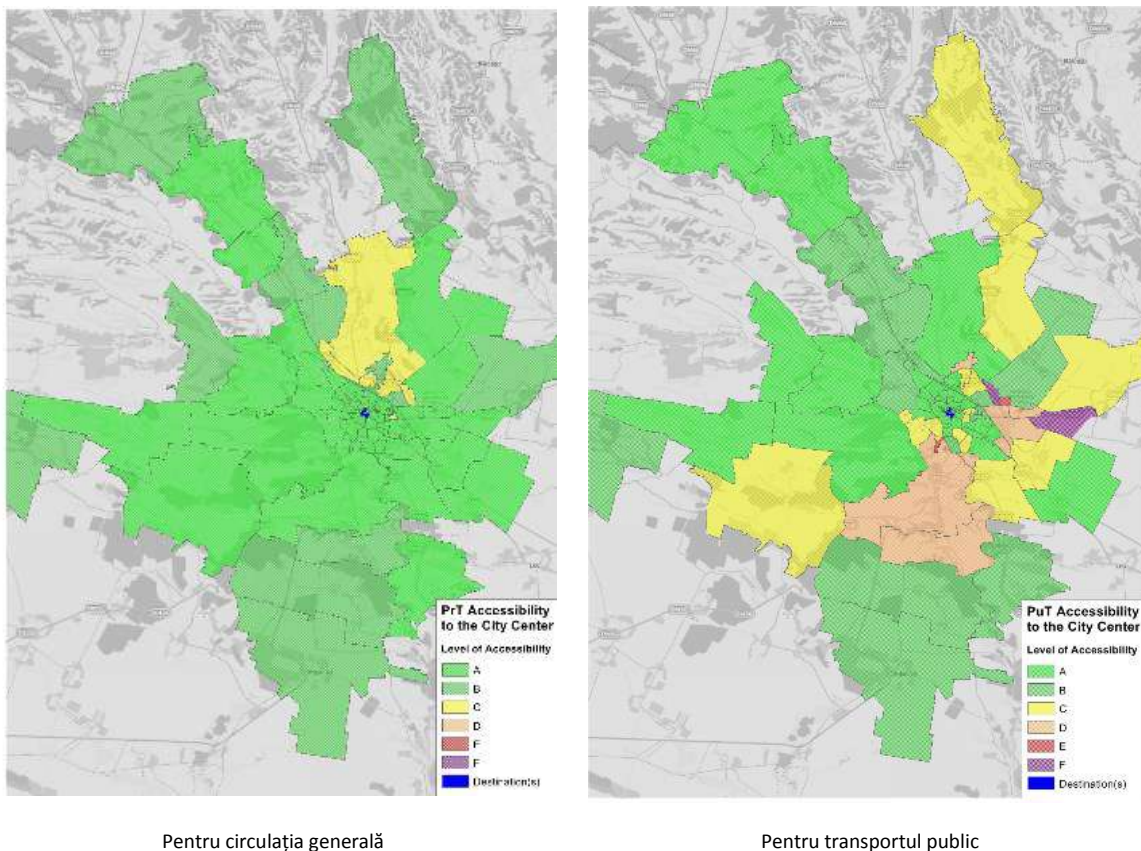 PrT Accessibility
to the City Center
Level of Accessibility
A
B
C
D
F
F
Destination(s)
PuT Accessibility
to the City Center
Level of Accessibility
A
B
C
D
E
F
Destination(s)
Pentru circulația generală
Pentru transportul public